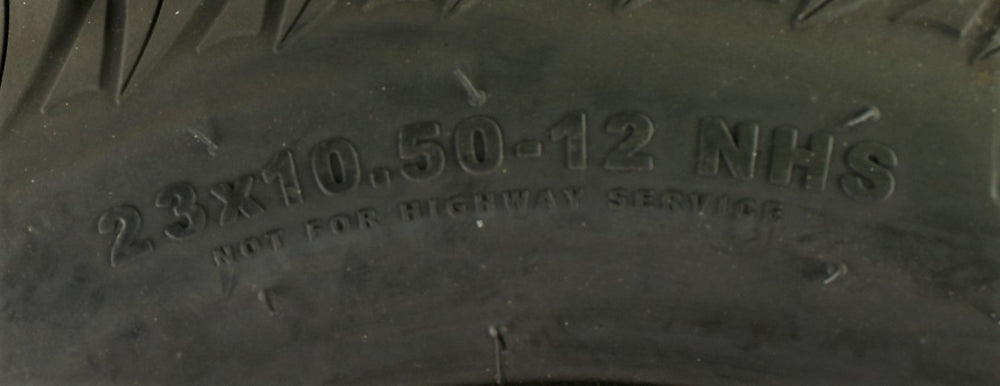 23x10.50-12 NHS
NOT FOR HIGHWAY SERVICE